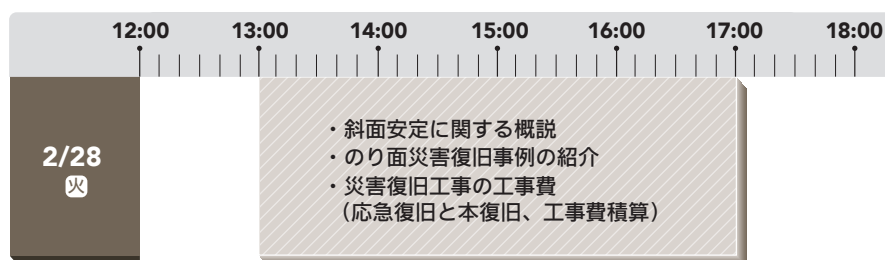 12:00 13:00 14:00 15:00 16:00 17:00 18:00
2/28
火
・斜面安定に関する概説
・のり面災害復旧事例の紹介
・災害復旧工事の工事費
（応急復旧と本復旧、工事費積算）